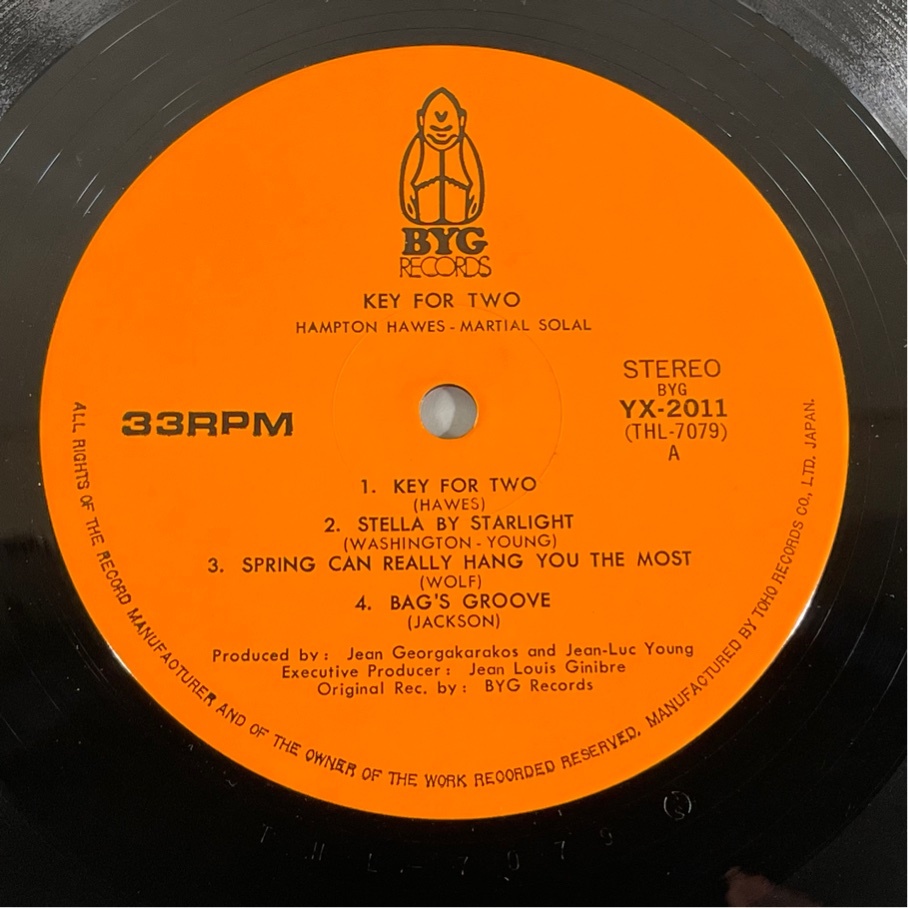 BYG
RECORDS
KEY FOR TWO
HAMPTON HAWES - MARTIAL SOLAL
33RPM
STEREO
BYG
YX-2011
(THL-7079)
A
1. KEY FOR TWO
(HAWES)
2. STELLA BY STARLIGHT
(WASHINGTON - YOUNG)
3. SPRING CAN REALLY HANG YOU THE MOST
(WOLF)
4. BAG'S GROOVE
(JACKSON)
Produced by : Jean Georgakarakos and Jean-Luc Young
Executive Producer : Jean Louis Ginibre
Original Rec. by : BYG Records
ALL RIGHTS OF THE RECORD MANUFACTURER AND OF THE OWNER OF THE WORK RECORDED RESERVED. MANUFACTURED BY TOHO RECORDS CO., LTD. JAPAN.
THL-7079